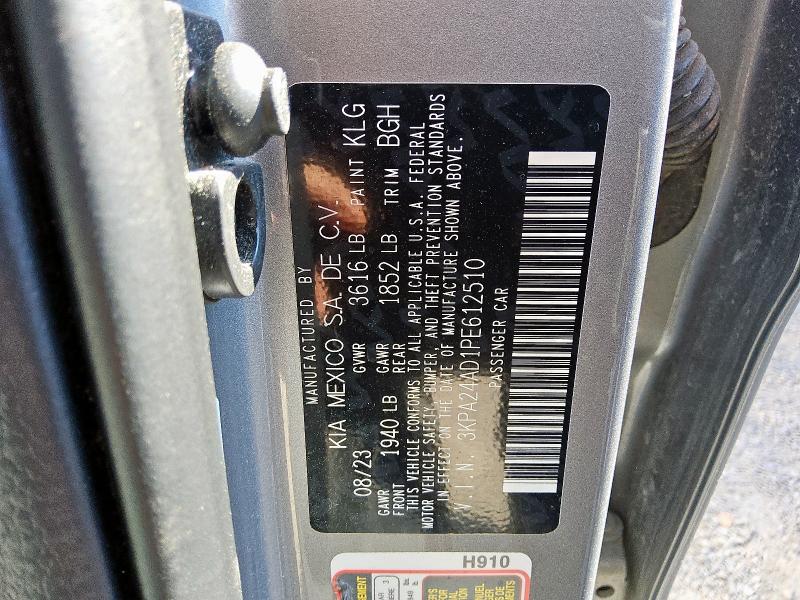 MANUFACTURED BY
KIA MEXICO S.A. DE C.V.
08/23 GVWR 3616 LB PAINT KLG
GAWR FRONT 1940 LB GAWR REAR 1852 LB TRIM BGH
THIS VEHICLE CONFORMS TO ALL APPLICABLE U.S.A. FEDERAL
MOTOR VEHICLE SAFETY, BUMPER, AND THEFT PREVENTION STANDARDS
IN EFFECT ON THE DATE OF MANUFACTURE SHOWN ABOVE.
V.I.N. 3KPA24AD1PE612510
PASSENGER CAR
H910